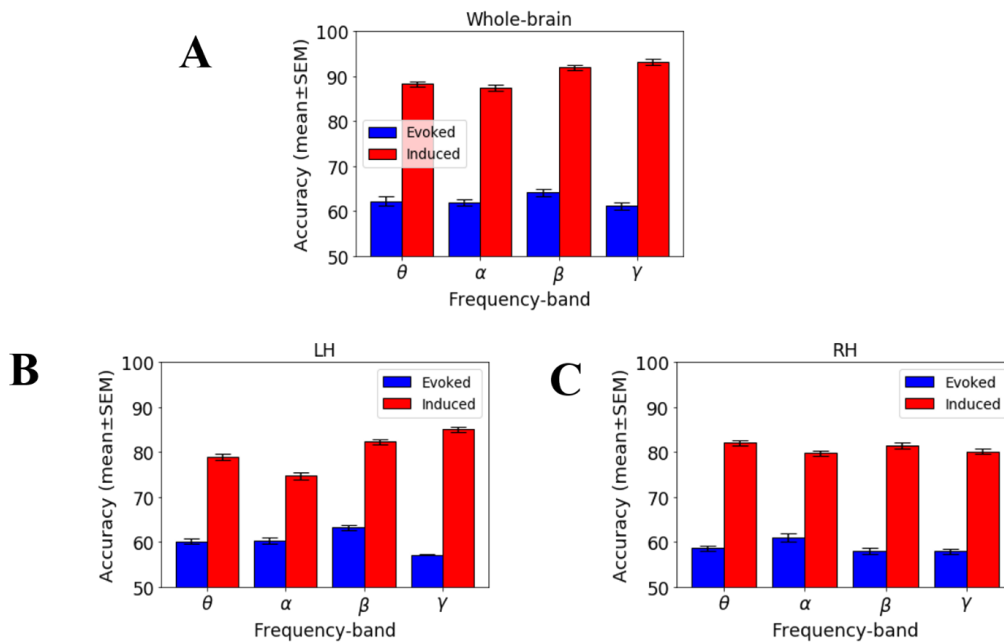 A
Whole-brain
Accuracy (mean±SEM)
100
90
80
70
60
50
Evoked
Induced
θ α β γ
Frequency-band
B
LH
Accuracy (mean±SEM)
100
90
80
70
60
50
Evoked
Induced
θ α β γ
Frequency-band
C
RH
Accuracy (mean±SEM)
100
90
80
70
60
50
Evoked
Induced
θ α β γ
Frequency-band